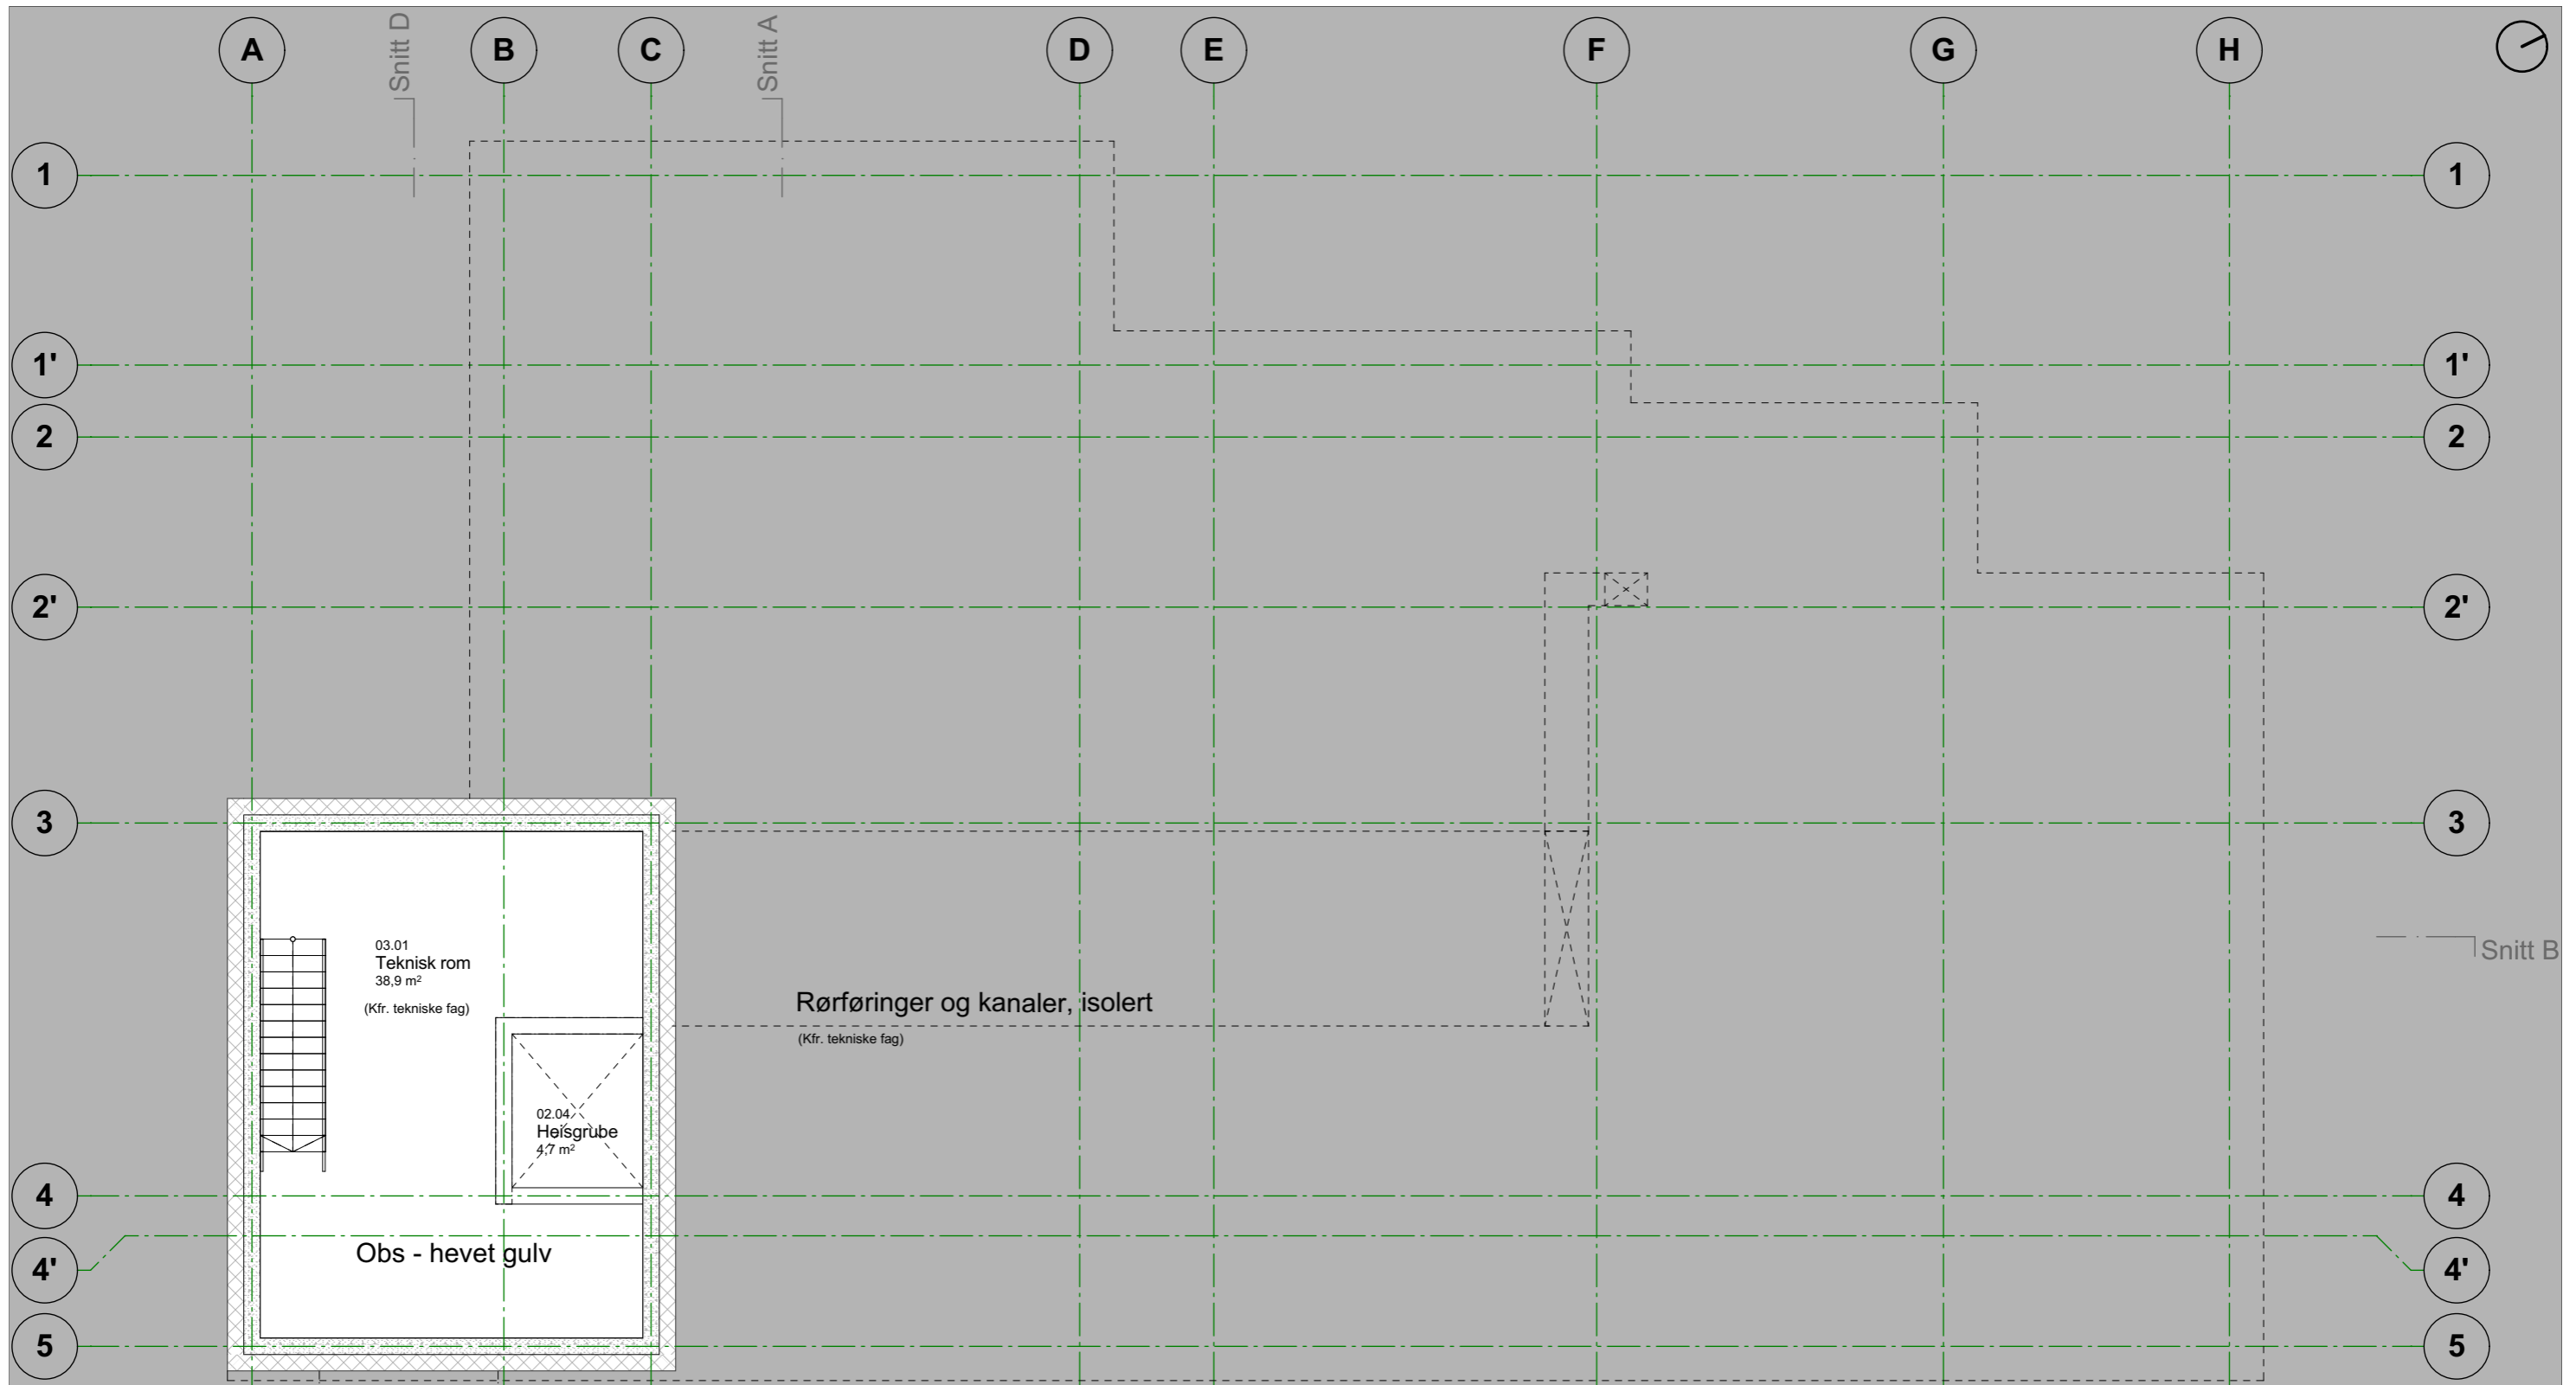 Snitt D
Snitt A
A
B
C
D
E
F
G
H
1
1
1'
1'
2
2
2'
2'
3
3
03.01
Teknisk rom
38,9 m²
(Kfr. tekniske fag)
Snitt B
Rørføringer og kanaler, isolert
(Kfr. tekniske fag)
02.04
Heisgrube
4,7 m²
4
4
Obs - hevet gulv
4'
4'
5
5